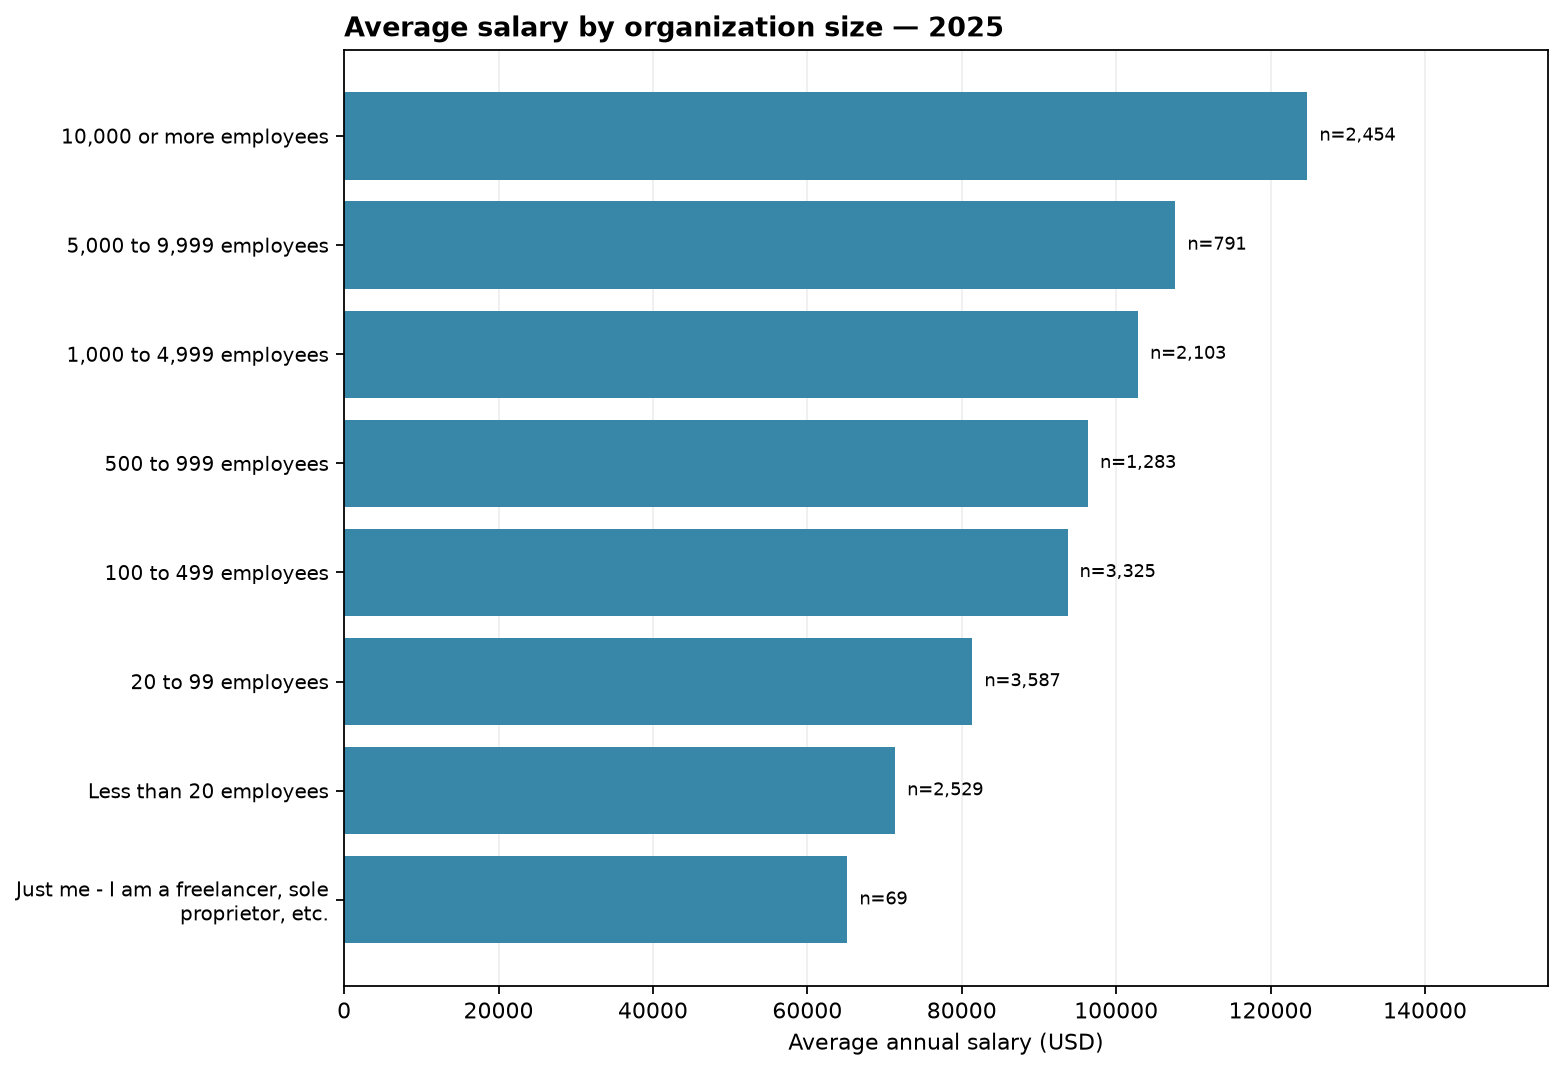 Average salary by organization size — 2025
10,000 or more employees
n=2,454
5,000 to 9,999 employees
n=791
1,000 to 4,999 employees
n=2,103
500 to 999 employees
n=1,283
100 to 499 employees
n=3,325
20 to 99 employees
n=3,587
Less than 20 employees
n=2,529
Just me - I am a freelancer, sole
proprietor, etc.
n=69
0 20000 40000 60000 80000 100000 120000 140000
Average annual salary (USD)